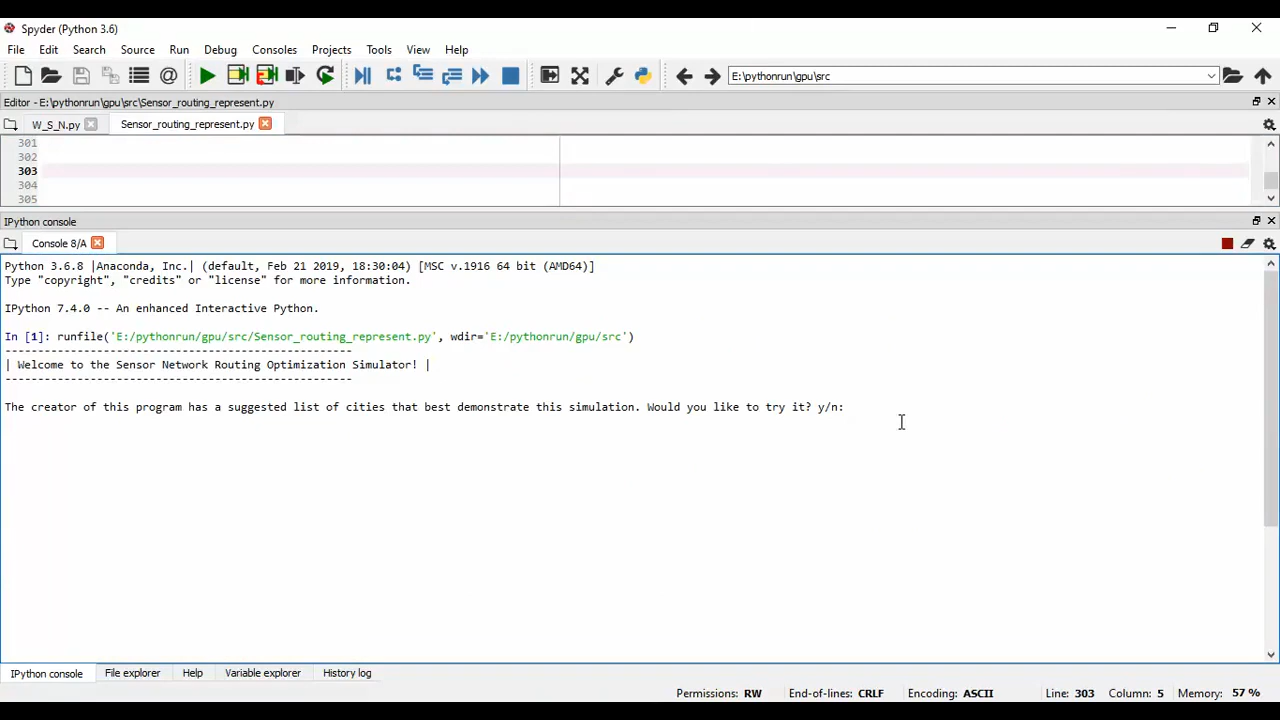 Spyder (Python 3.6)
File Edit Search Source Run Debug Consoles Projects Tools View Help
E:\pythonrun\gpu\src
Editor - E:\pythonrun\gpu\src\Sensor_routing_represent.py
W_S_N.py Sensor_routing_represent.py
301
302
303
304
305
IPython console
Console 8/A
Python 3.6.8 |Anaconda, Inc.| (default, Feb 21 2019, 18:30:04) [MSC v.1916 64 bit (AMD64)]
Type "copyright", "credits" or "license" for more information.
IPython 7.4.0 -- An enhanced Interactive Python.
In [1]: runfile('E:/pythonrun/gpu/src/Sensor_routing_represent.py', wdir='E:/pythonrun/gpu/src')
-----------------------------------------------------
| Welcome to the Sensor Network Routing Optimization Simulator! |
-----------------------------------------------------
The creator of this program has a suggested list of cities that best demonstrate this simulation. Would you like to try it? y/n:
IPython console File explorer Help Variable explorer History log
Permissions: RW End-of-lines: CRLF Encoding: ASCII Line: 303 Column: 5 Memory: 57 %